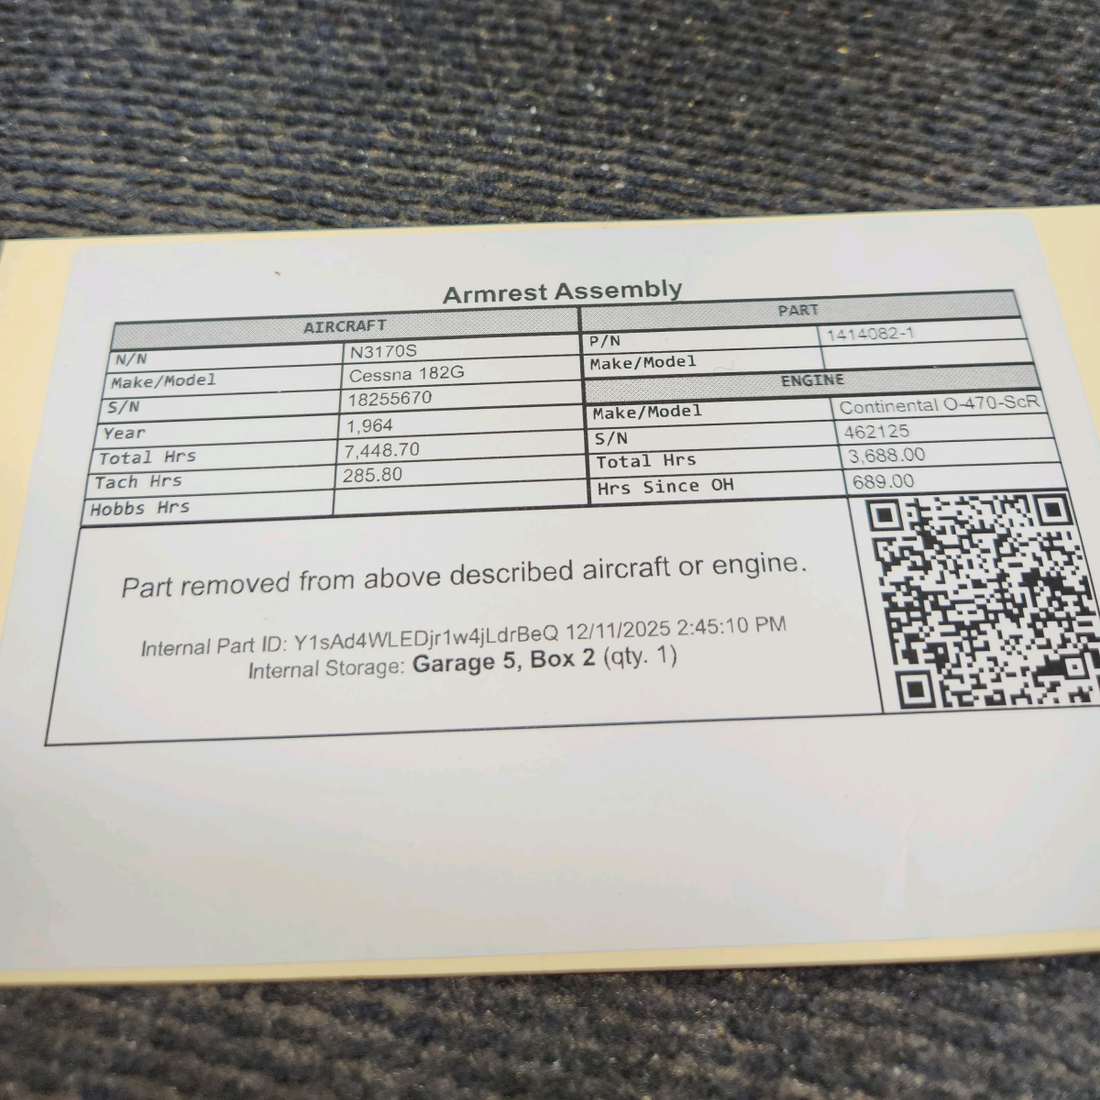 Armrest Assembly
AIRCRAFT
N/N N3170S
Make/Model Cessna 182G
S/N 18255670
Year 1,964
Total Hrs 7,448.70
Tach Hrs 285.80
Hobbs Hrs
PART
P/N 1414082-1
Make/Model
ENGINE
Make/Model Continental O-470-ScR
S/N 462125
Total Hrs 3,688.00
Hrs Since OH 689.00
Part removed from above described aircraft or engine.
Internal Part ID: Y1sAd4WLEDjr1w4jLdrBeQ 12/11/2025 2:45:10 PM
Internal Storage: Garage 5, Box 2 (qty. 1)